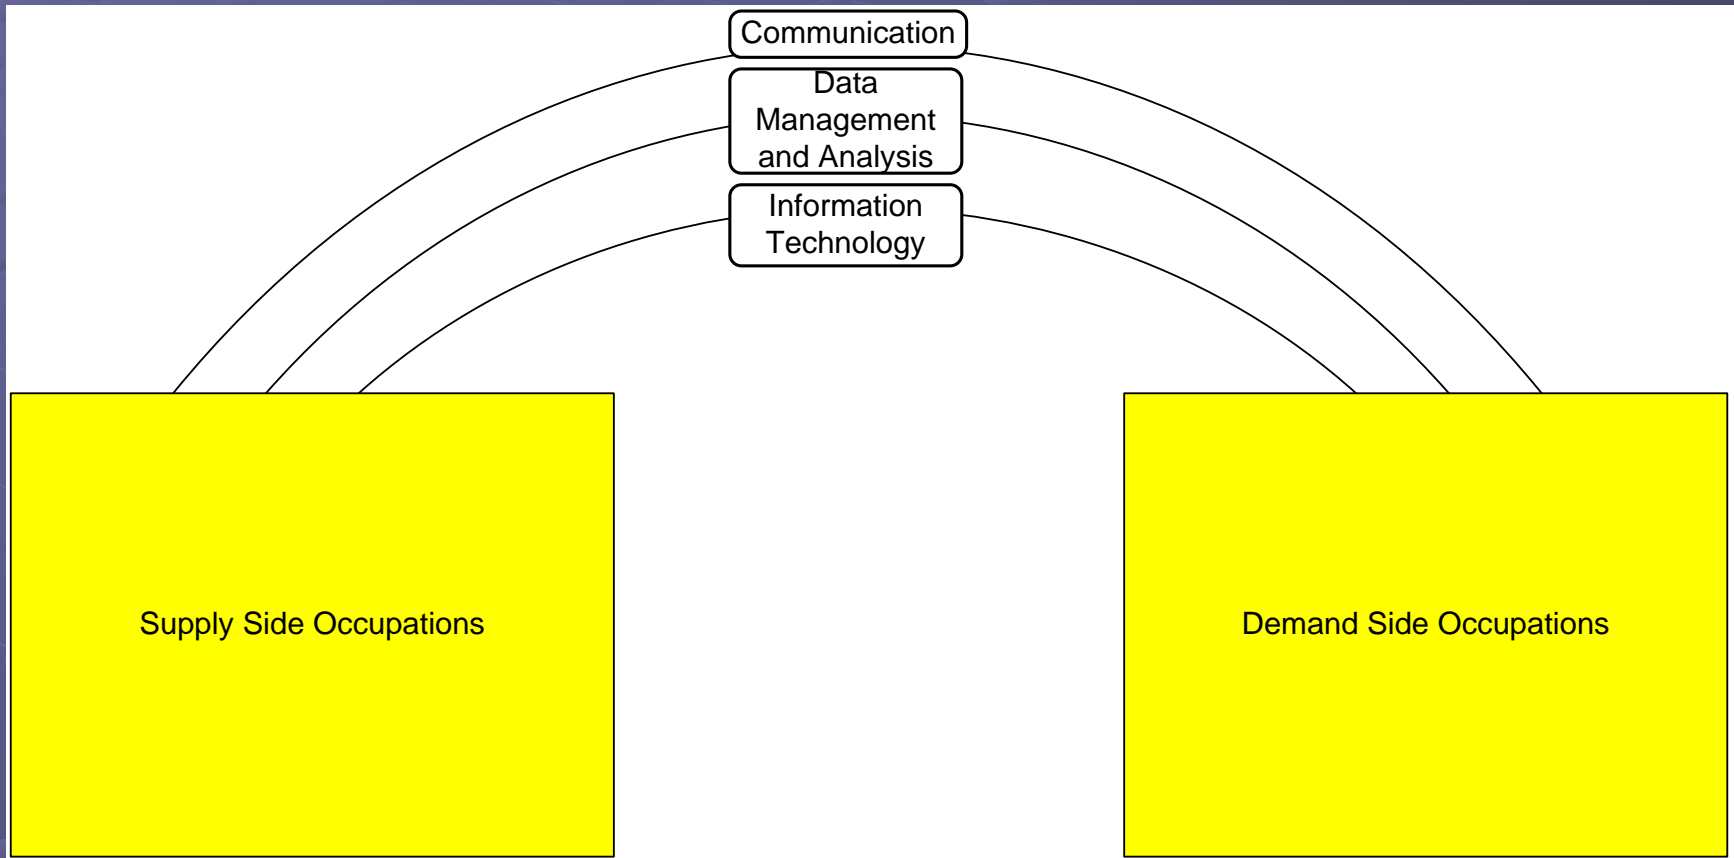 Communication
Data
Management
and Analysis
Information
Technology
Supply Side Occupations
Demand Side Occupations